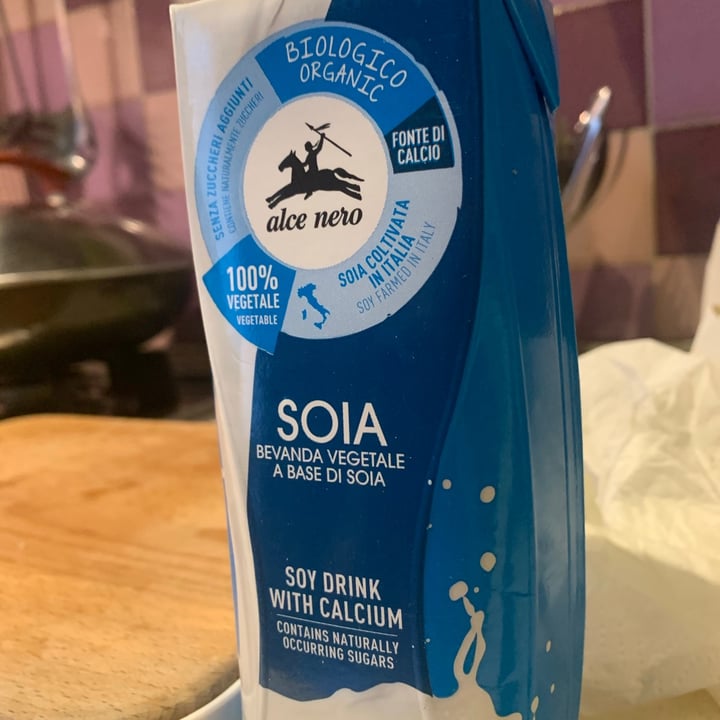 BIOLOGICO
ORGANIC
SENZA ZUCCHERI AGGIUNTI
CONTIENE NATURALMENTE ZUCCHERI
FONTE DI
CALCIO
alce nero
100%
VEGETALE
VEGETABLE
SOIA COLTIVATA
IN ITALIA
SOY FARMED IN ITALY
SOIA
BEVANDA VEGETALE
A BASE DI SOIA
SOY DRINK
WITH CALCIUM
CONTAINS NATURALLY
OCCURRING SUGARS